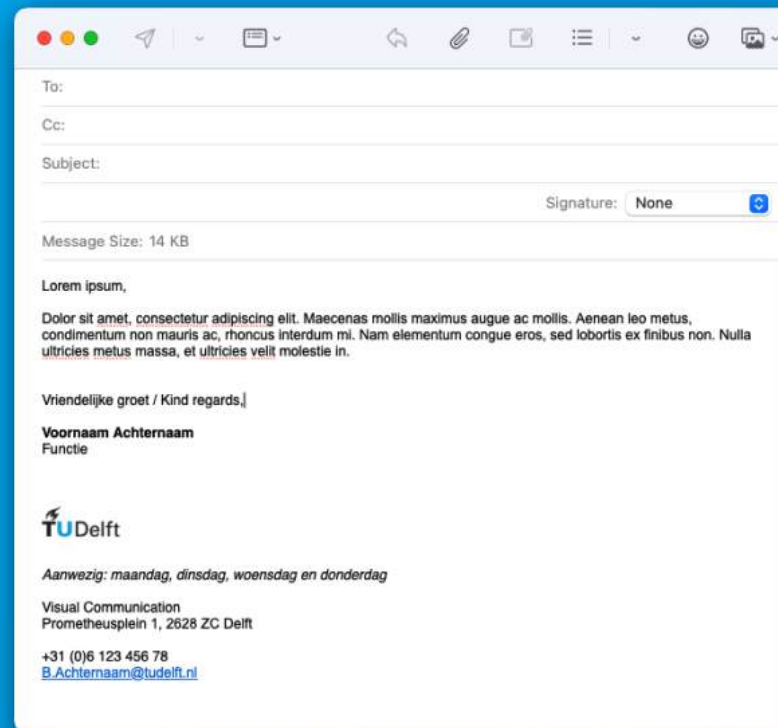 To:
Cc:
Subject:
Signature: None
Message Size: 14 KB
Lorem ipsum,
Dolor sit amet, consectetur adipiscing elit. Maecenas mollis maximus augue ac mollis. Aenean leo metus,
condimentum non mauris ac, rhoncus interdum mi. Nam elementum congue eros, sed lobortis ex finibus non. Nulla
ultricies metus massa, et ultricies velit molestie in.
Vriendelijke groet / Kind regards,
Voornaam Achternaam
Functie
TUDelft
Aanwezig: maandag, dinsdag, woensdag en donderdag
Visual Communication
Prometheusplein 1, 2628 ZC Delft
+31 (0)6 123 456 78
B.Achternaam@tudelft.nl